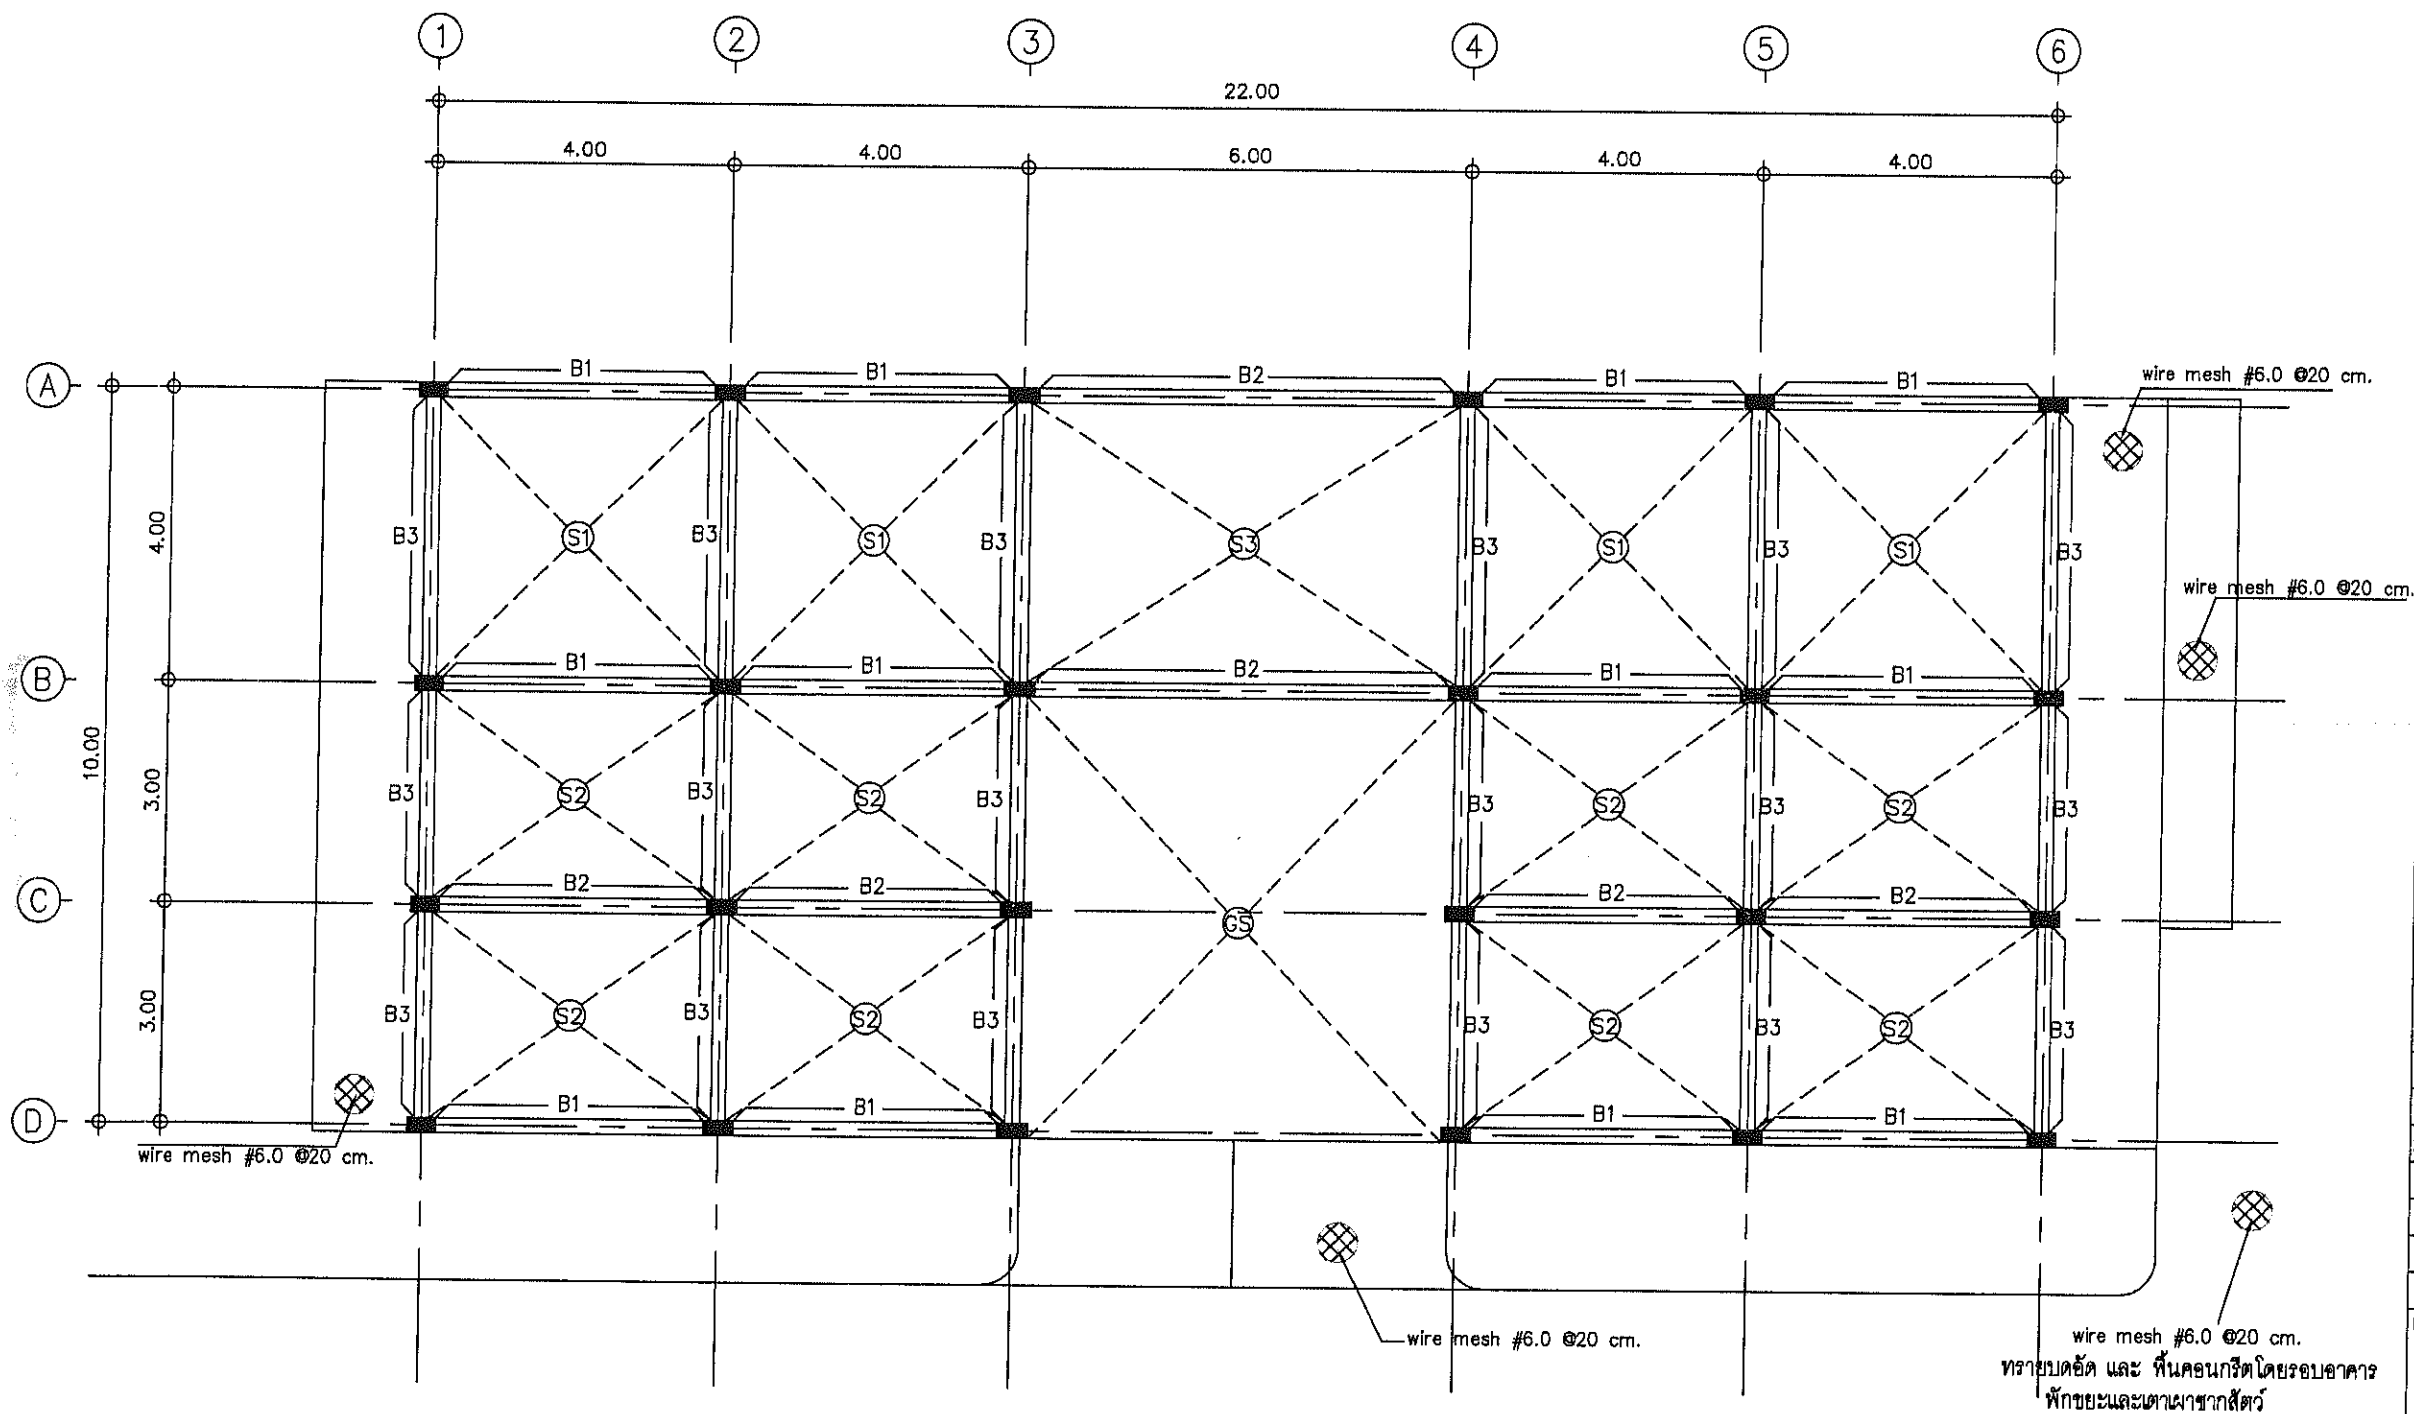 1 2 3 4 5 6
22.00
4.00 4.00 6.00 4.00 4.00
A B1 B1 B2 B1 B1
wire mesh #6.0 @20 cm.
4.00 B3 S1 B3 S1 B3 S3 B3 S1 B3 S1 B3
wire mesh #6.0 @20 cm.
B B1 B1 B2 B1 B1
10.00
3.00 B3 S2 B3 S2 B3 B3 S2 B3 S2 B3
C B2 B2 B2 B2
GS
3.00 B3 S2 B3 S2 B3 B3 S2 B3 S2 B3
D B1 B1 B1 B1
wire mesh #6.0 @20 cm.
wire mesh #6.0 @20 cm.
wire mesh #6.0 @20 cm.
ทรายบดอัด และ พื้นคอนกรีตโดยรอบอาคาร
พักขยะและเตาเผาซากสัตว์